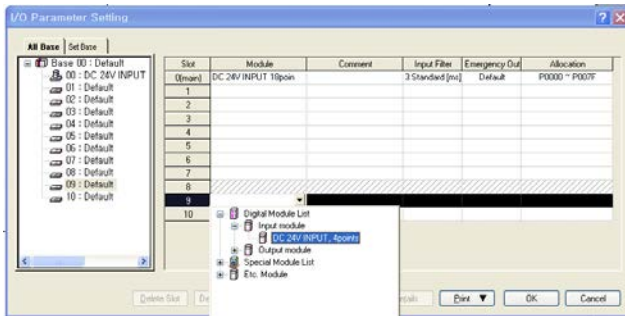 I/O Parameter Setting
All Base Set Base
Base 00 : Default
00 : DC 24V INPUT
01 : Default
02 : Default
03 : Default
04 : Default
05 : Default
06 : Default
07 : Default
08 : Default
09 : Default
10 : Default
Slot Module Comment Input Filter Emergency Out Allocation
0(main) DC 24V INPUT 18poin 3 Standard [ms] Default P0000 ~ P007F
1
2
3
4
5
6
7
8
9
10
Digital Module List
Input module
DC 24V INPUT, 4points
Output module
Special Module List
Etc. Module
Delete Slot De Print OK Cancel